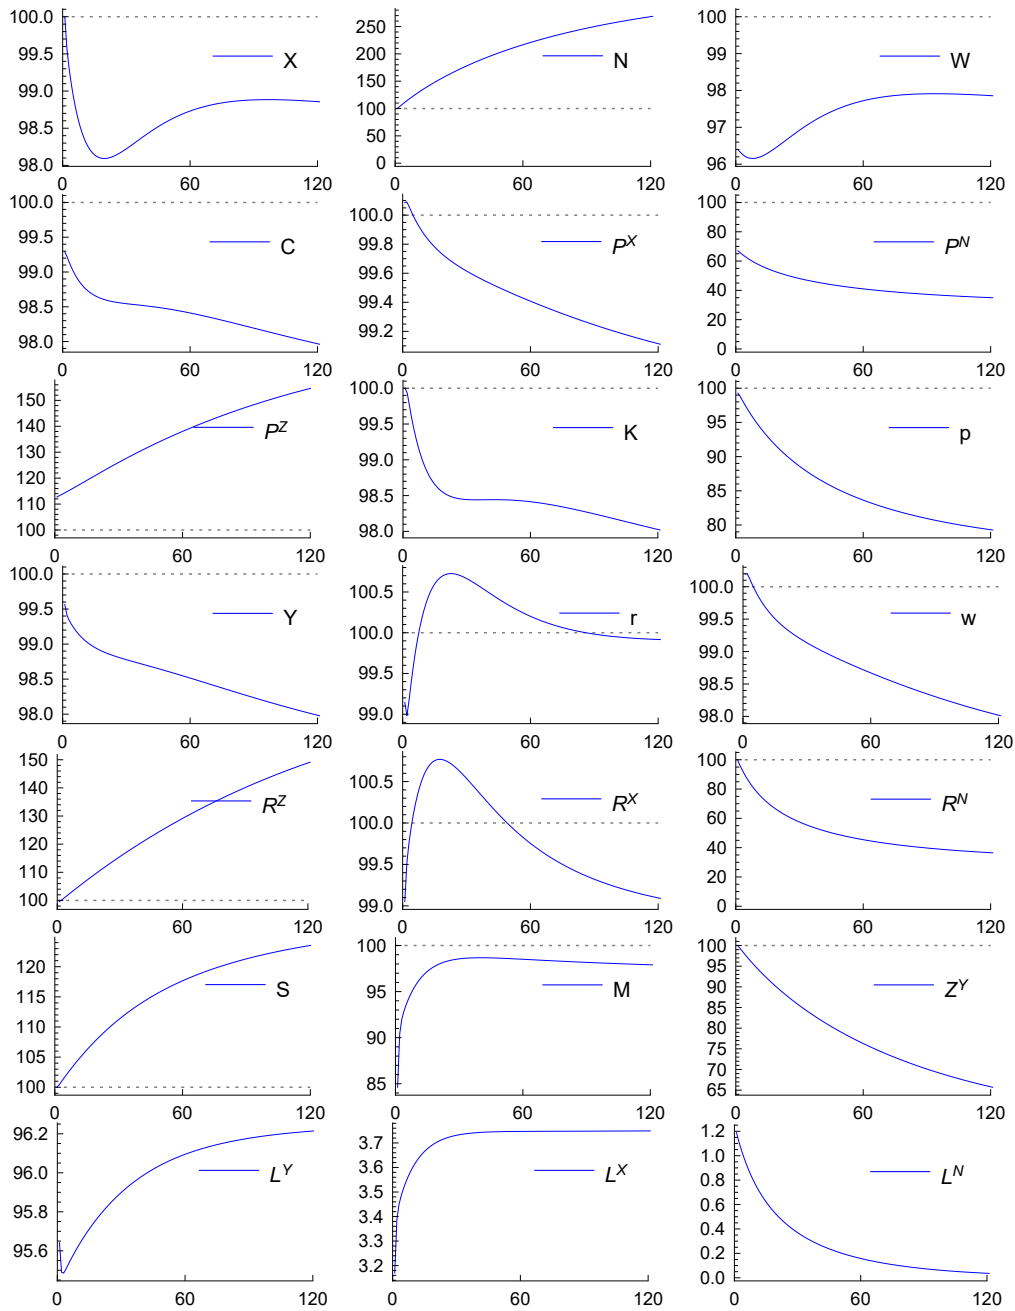 100.0
99.5
99.0
98.5
98.0
0 60 120
X
250
200
150
100
50
0
0 60 120
N
100
99
98
97
96
0 60 120
W
100.0
99.5
99.0
98.5
98.0
0 60 120
C
100.0
99.8
99.6
99.4
99.2
0 60 120
P^X
100
80
60
40
20
0
0 60 120
P^N
150
140
130
120
110
100
0 60 120
P^Z
100.0
99.5
99.0
98.5
98.0
0 60 120
K
100
95
90
85
80
0 60 120
p
100.0
99.5
99.0
98.5
98.0
0 60 120
Y
100.5
100.0
99.5
99.0
0 60 120
r
100.0
99.5
99.0
98.5
98.0
0 60 120
w
150
140
130
120
110
100
0 60 120
R^Z
100.5
100.0
99.5
99.0
0 60 120
R^X
100
80
60
40
20
0
0 60 120
R^N
120
115
110
105
100
0 60 120
S
100
95
90
85
0 60 120
M
100
95
90
85
80
75
70
65
0 60 120
Z^Y
96.2
96.0
95.8
95.6
0 60 120
L^Y
3.7
3.6
3.5
3.4
3.3
3.2
0 60 120
L^X
1.2
1.0
0.8
0.6
0.4
0.2
0.0
0 60 120
L^N